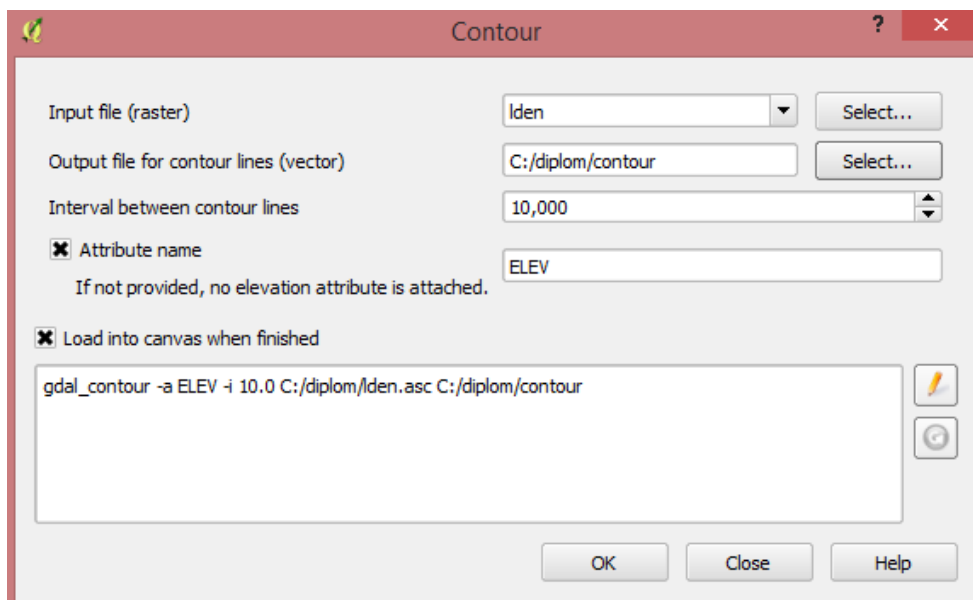 Contour
?
×
Input file (raster)
lden
Select...
Output file for contour lines (vector)
C:/diplom/contour
Select...
Interval between contour lines
10,000
Attribute name
ELEV
If not provided, no elevation attribute is attached.
Load into canvas when finished
gdal_contour -a ELEV -i 10.0 C:/diplom/lden.asc C:/diplom/contour
OK
Close
Help